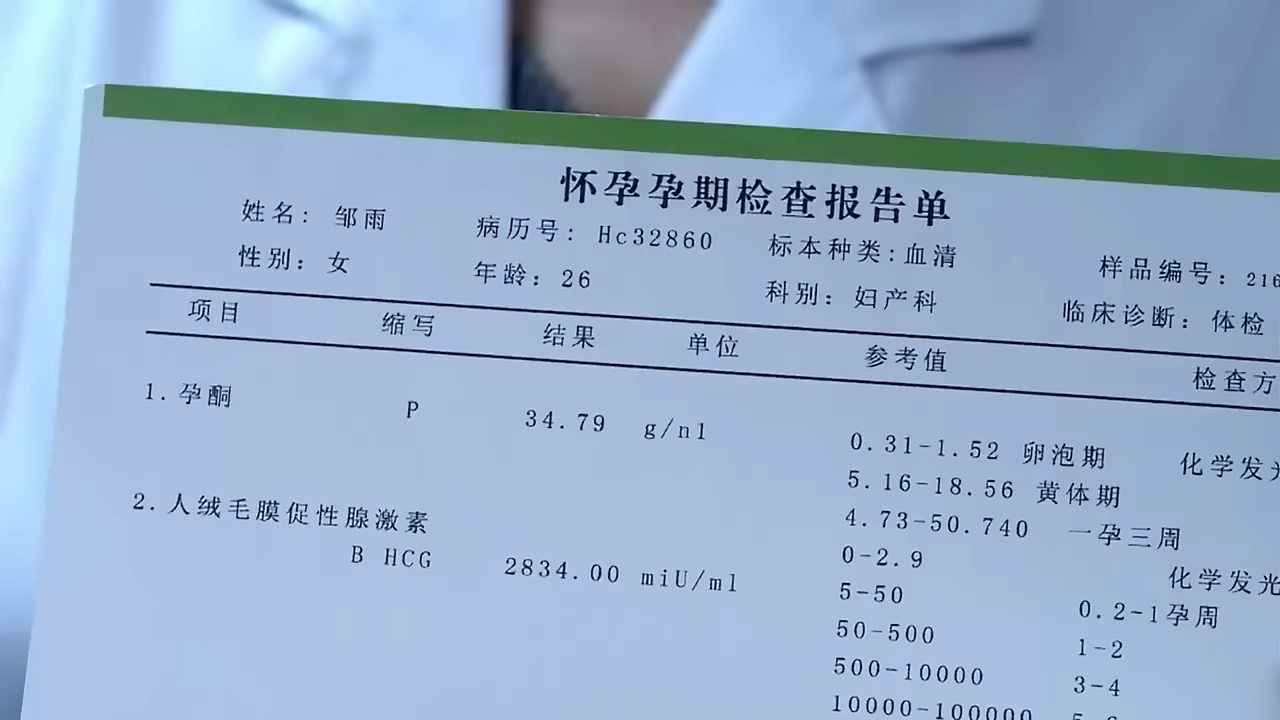 怀孕孕期检查报告单
姓名: 邹雨 病历号: Hc32860 标本种类:血清 样品编号: 216
性别: 女 年龄: 26 科别: 妇产科 临床诊断: 体检
项目 缩写 结果 单位 参考值 检查方
1.孕酮 P 34.79 g/nl 0.31-1.52 卵泡期 化学发光
5.16-18.56 黄体期
4.73-50.740 一孕三周
2.人绒毛膜促性腺激素
B HCG 2834.00 miU/ml 0-2.9 化学发光
5-50 0.2-1孕周
50-500 1-2
500-10000 3-4
10000-100000